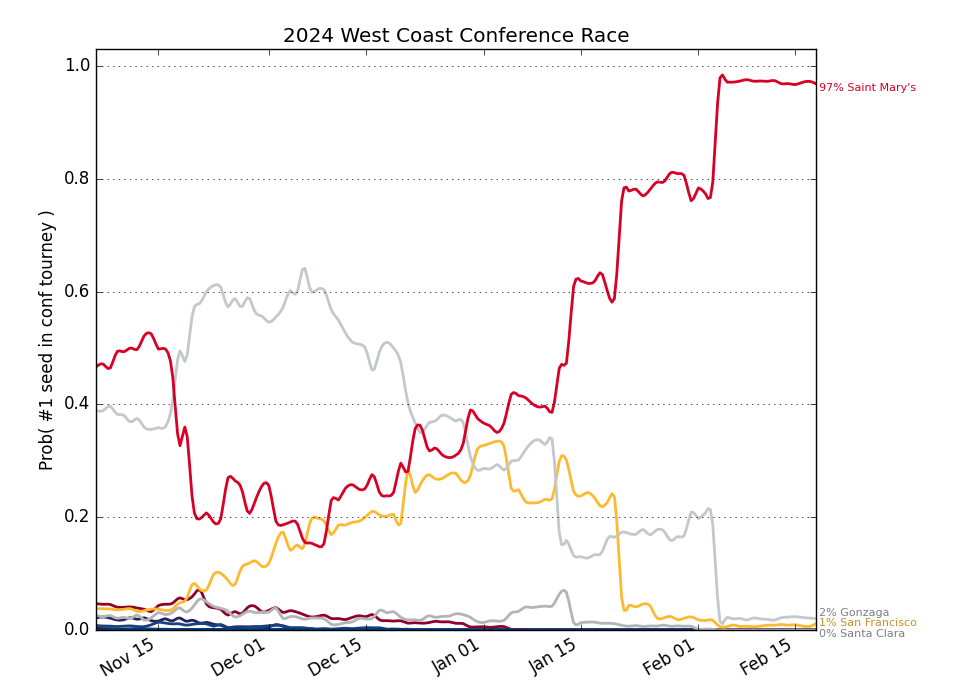 2024 West Coast Conference Race
Prob( #1 seed in conf tourney )
1.0
0.8
0.6
0.4
0.2
0.0
97% Saint Mary's
2% Gonzaga
1% San Francisco
0% Santa Clara
Nov 15
Dec 01
Dec 15
Jan 01
Jan 15
Feb 01
Feb 15